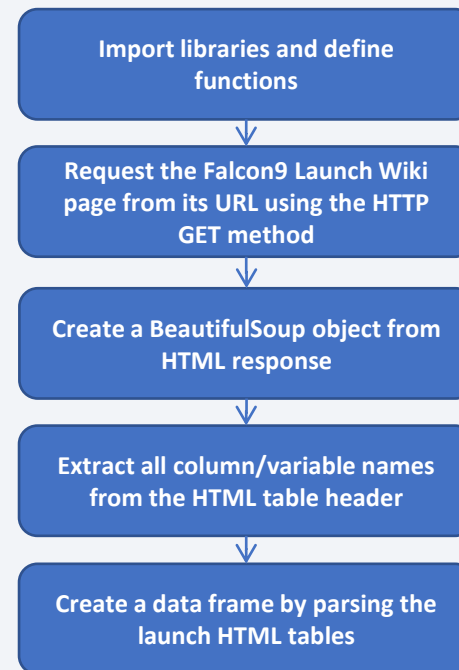 Import libraries and define
functions
Request the Falcon9 Launch Wiki
page from its URL using the HTTP
GET method
Create a BeautifulSoup object from
HTML response
Extract all column/variable names
from the HTML table header
Create a data frame by parsing the
launch HTML tables